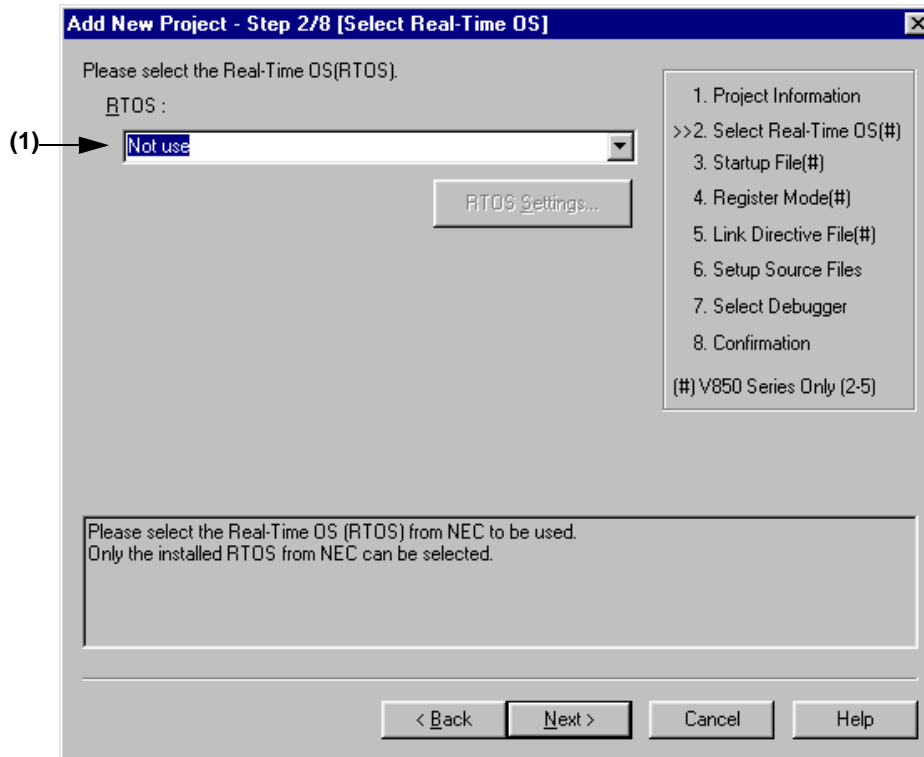 Add New Project - Step 2/8 [Select Real-Time OS]
Please select the Real-Time OS(RTOS).
RTOS :
(1)
Not use
RTOS Settings...
1. Project Information
>>2. Select Real-Time OS(#)
3. Startup File(#)
4. Register Mode(#)
5. Link Directive File(#)
6. Setup Source Files
7. Select Debugger
8. Confirmation
(#) V850 Series Only (2-5)
Please select the Real-Time OS (RTOS) from NEC to be used.
Only the installed RTOS from NEC can be selected.
< Back
Next >
Cancel
Help